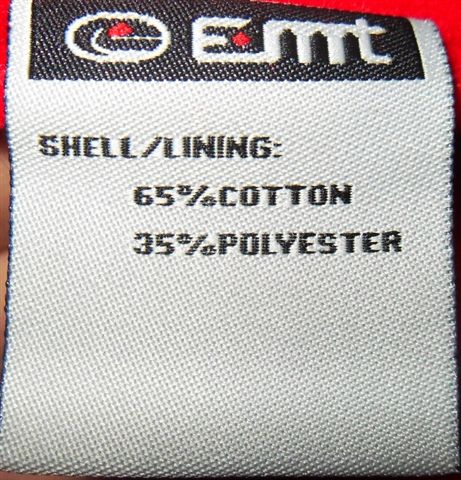 E.mt
SHELL/LINING:
65%COTTON
35%POLYESTER